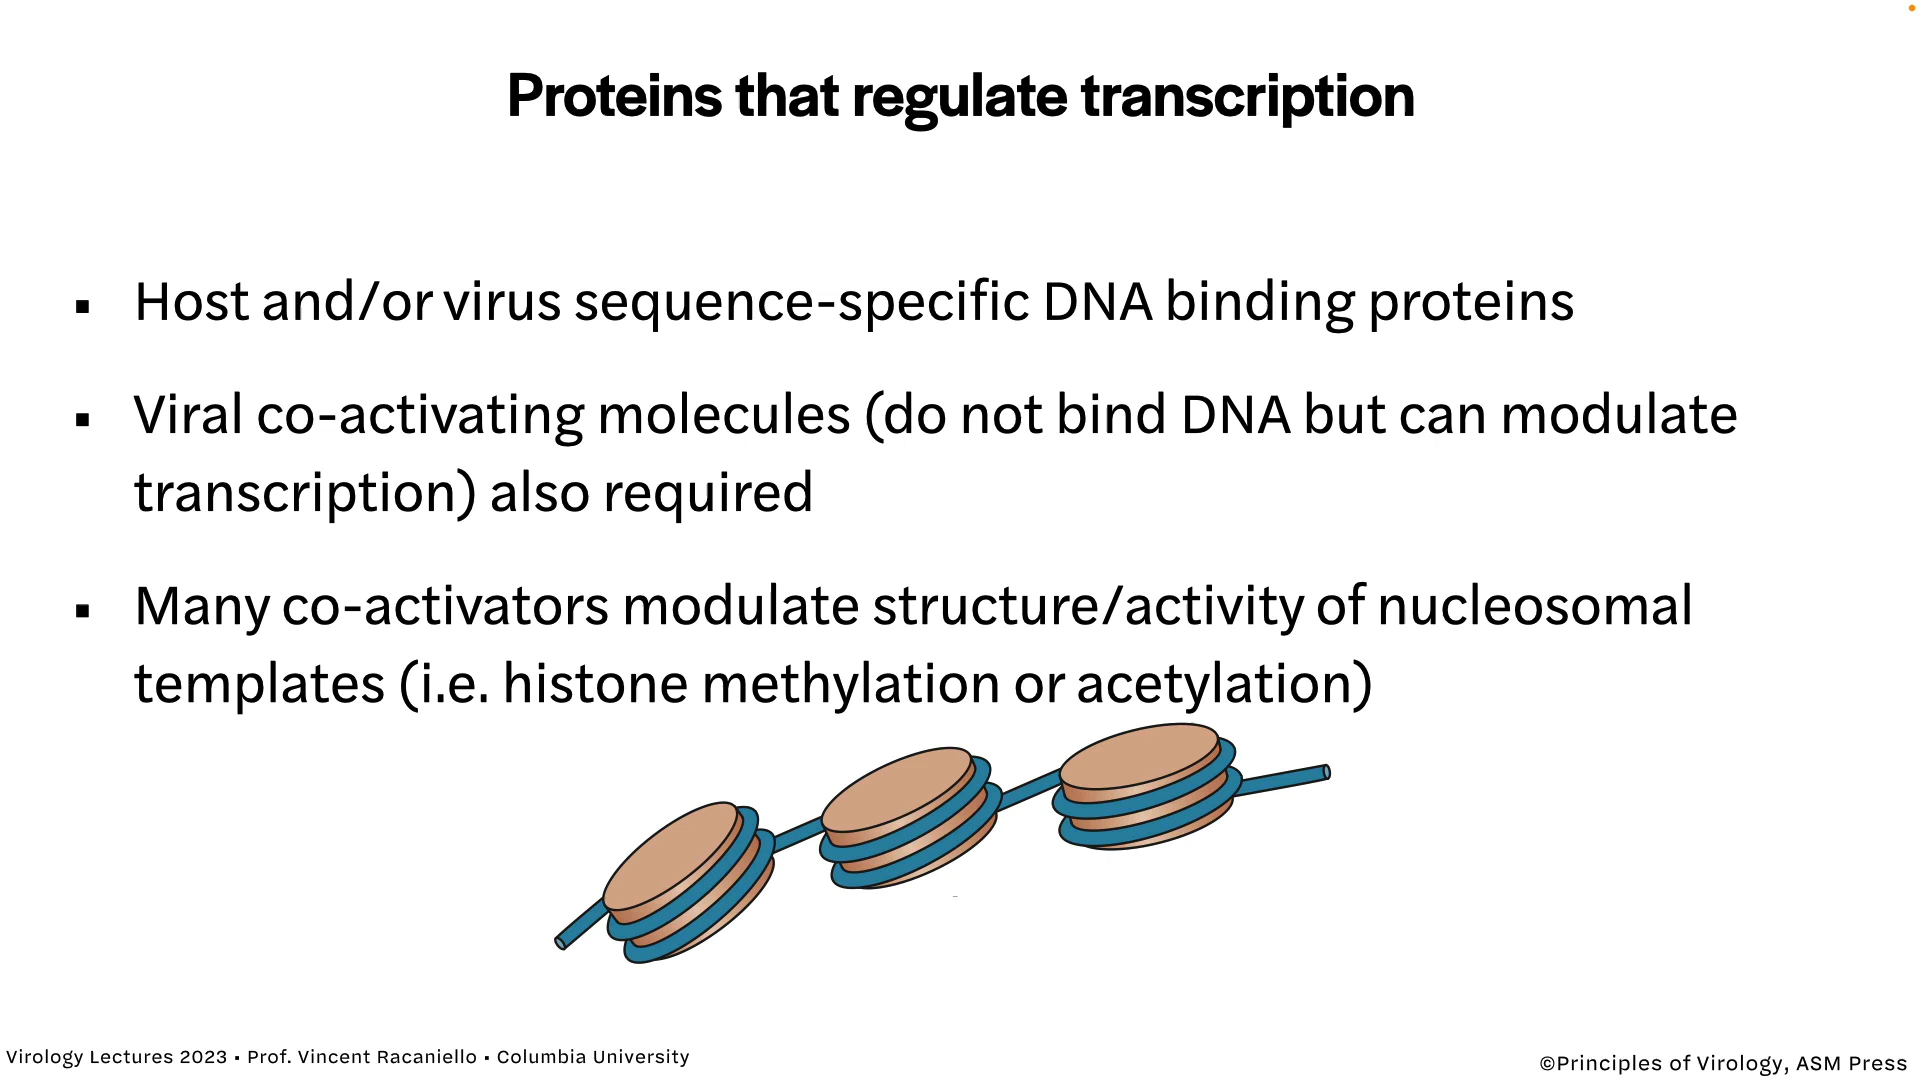 Proteins that regulate transcription
▪ Host and/or virus sequence-specific DNA binding proteins
▪ Viral co-activating molecules (do not bind DNA but can modulate
transcription) also required
▪ Many co-activators modulate structure/activity of nucleosomal
templates (i.e. histone methylation or acetylation)
Virology Lectures 2023 • Prof. Vincent Racaniello • Columbia University
©Principles of Virology, ASM Press